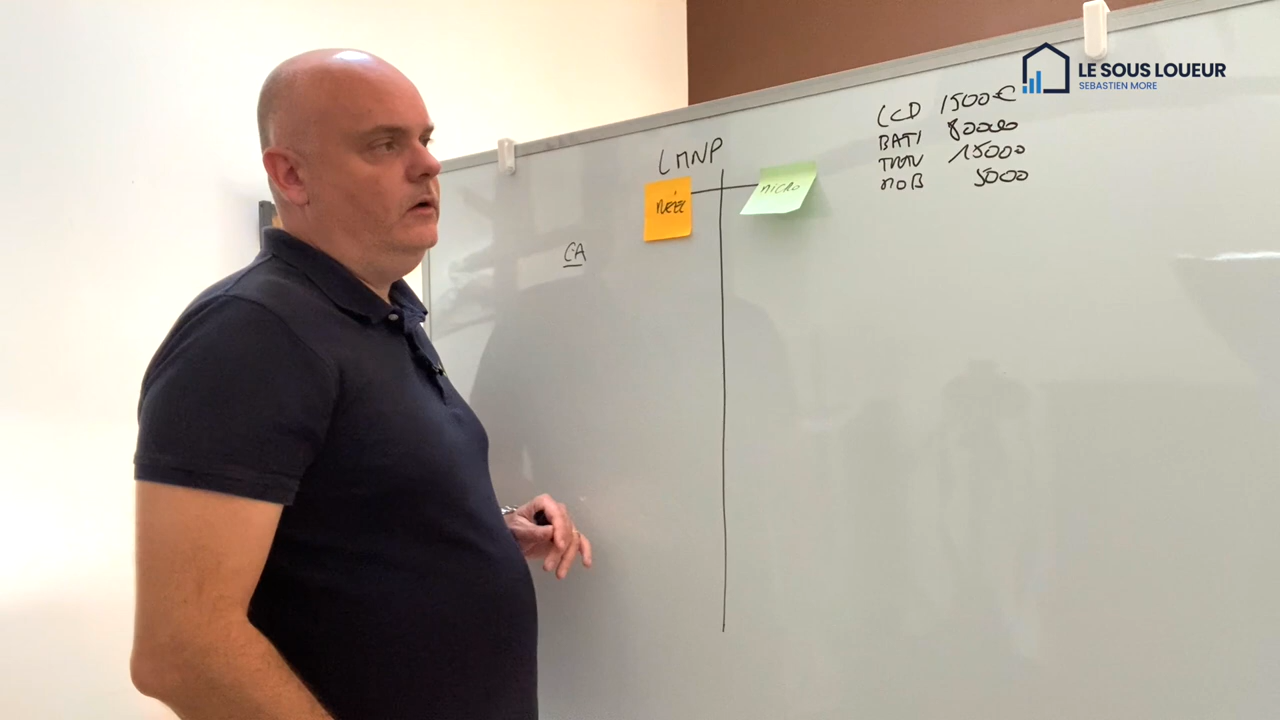 LE SOUS LOUEUR
SEBASTIEN MORE
LMNP
RÉEL
MICRO
CA
LCD 1500€
BATI 80000
TRAV 15000
MOB 5000